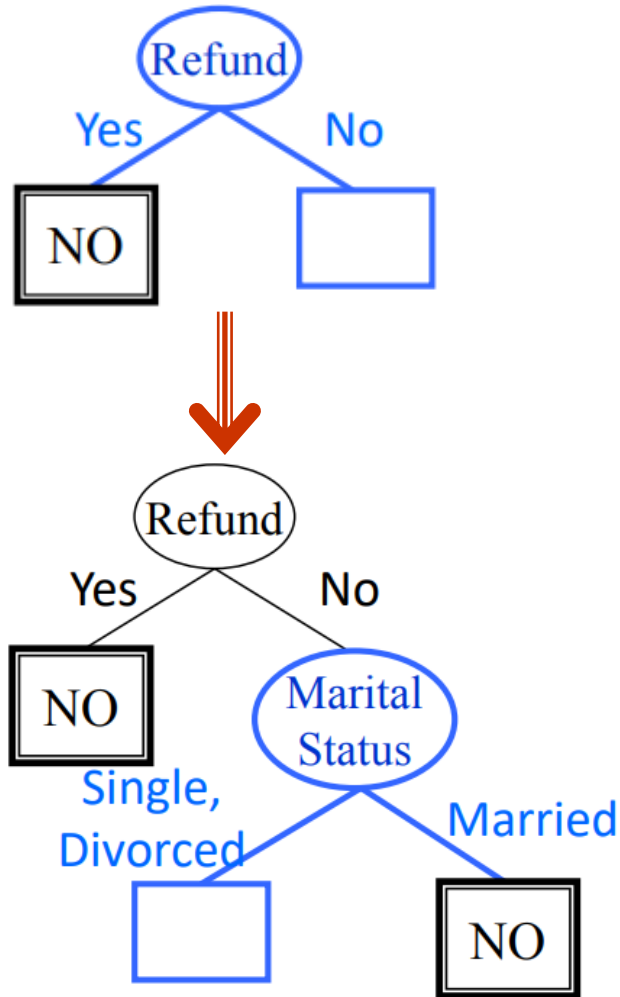 Refund
Yes
No
NO
Refund
Yes
No
NO
Marital
Status
Single,
Divorced
Married
NO